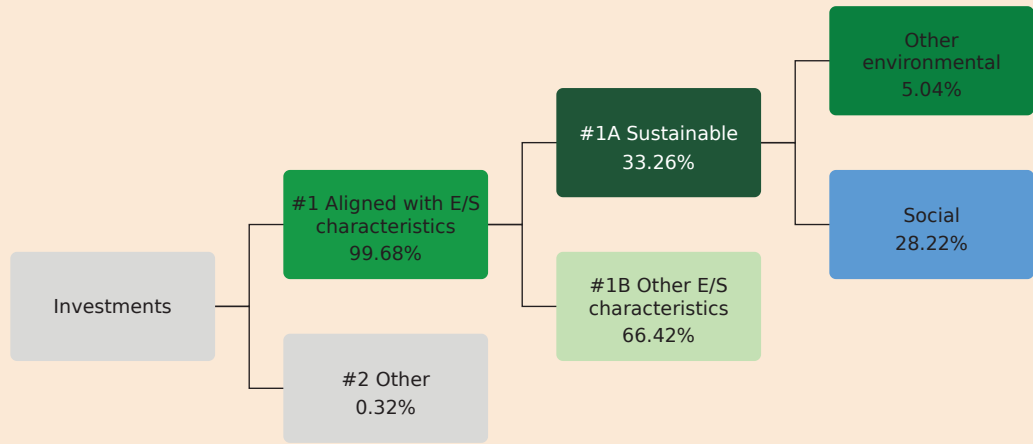 Investments
#1 Aligned with E/S
characteristics
99.68%
#2 Other
0.32%
#1A Sustainable
33.26%
#1B Other E/S
characteristics
66.42%
Other
environmental
5.04%
Social
28.22%